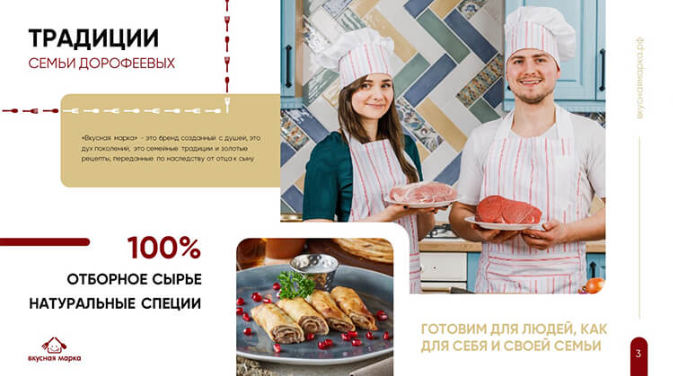 ТРАДИЦИИ
СЕМЬИ ДОРОФЕЕВЫХ
«Вкусная марка» - это бренд созданный с душей, это
дух поколений, это семейные традиции и золотые
рецепты, переданные по наследству от отца к сыну
100%
ОТБОРНОЕ СЫРЬЕ
НАТУРАЛЬНЫЕ СПЕЦИИ
вкусная марка
ГОТОВИМ ДЛЯ ЛЮДЕЙ, КАК
ДЛЯ СЕБЯ И СВОЕЙ СЕМЬИ
вкуснаямарка.рф
3